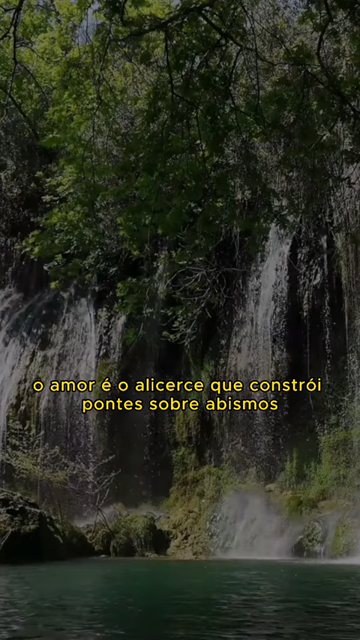 o amor é o alicerce que constrói
pontes sobre abismos